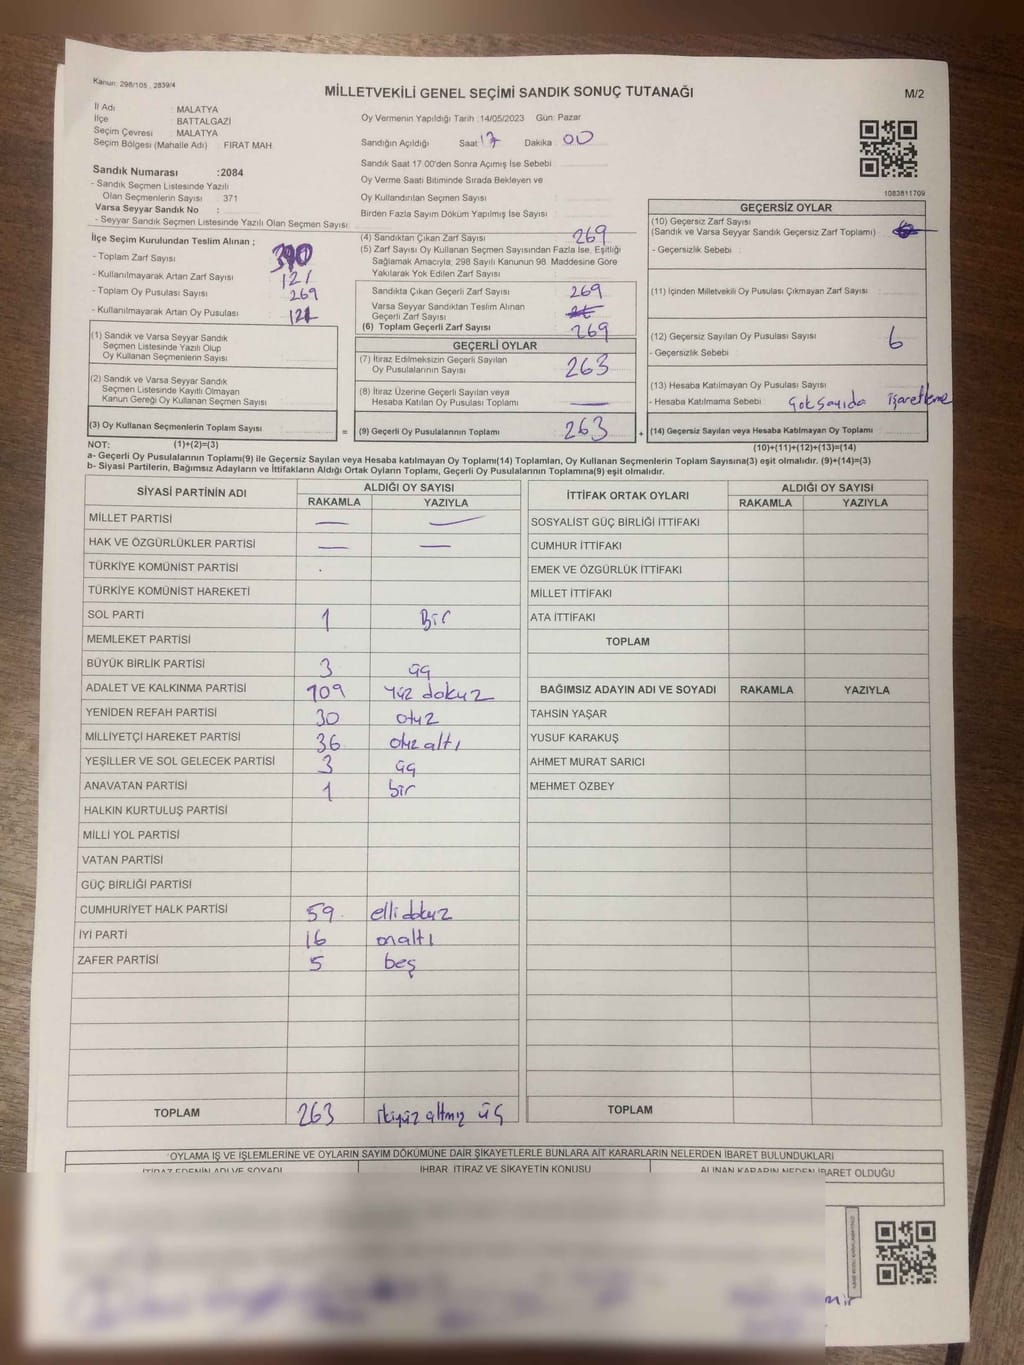 Kanun: 298/105 , 2839/4
MİLLETVEKİLİ GENEL SEÇİMİ SANDIK SONUÇ TUTANAĞI
M/2
İl Adı : MALATYA
İlçe : BATTALGAZİ
Seçim Çevresi : MALATYA
Seçim Bölgesi (Mahalle Adı) : FIRAT MAH.
Oy Vermenin Yapıldığı Tarih :14/05/2023 Gün: Pazar
Sandığın Açıldığı Saat 17 Dakika : 00
Sandık Saat 17:00'den Sonra Açımış İse Sebebi :
Oy Verme Saati Bitiminde Sırada Bekleyen ve
Oy Kullandırılan Seçmen Sayısı :
Birden Fazla Sayım Döküm Yapılmış İse Sayısı :
Sandık Numarası :2084
- Sandık Seçmen Listesinde Yazılı
Olan Seçmenlerin Sayısı : 371
Varsa Seyyar Sandık No :
- Seyyar Sandık Seçmen Listesinde Yazılı Olan Seçmen Sayısı:
1083811709
İlçe Seçim Kurulundan Teslim Alınan ;
- Toplam Zarf Sayısı : 390
- Kullanılmayarak Artan Zarf Sayısı : 121
- Toplam Oy Pusulası Sayısı : 269
- Kullanılmayarak Artan Oy Pusulası : 121
(1) Sandık ve Varsa Seyyar Sandık
Seçmen Listesinde Yazılı Olup
Oy Kullanan Seçmenlerin Sayısı :
(2) Sandık ve Varsa Seyyar Sandık
Seçmen Listesinde Kayıtlı Olmayan
Kanun Gereği Oy Kullanan Seçmen Sayısı :
(3) Oy Kullanan Seçmenlerin Toplam Sayısı :
(4) Sandıktan Çıkan Zarf Sayısı : 269
(5) Zarf Sayısı Oy Kullanan Seçmen Sayısından Fazla İse, Eşitliği
Sağlamak Amacıyla; 298 Sayılı Kanunun 98. Maddesine Göre
Yakılarak Yok Edilen Zarf Sayısı :
Sandıkta Çıkan Geçerli Zarf Sayısı : 269
Varsa Seyyar Sandıktan Teslim Alınan
Geçerli Zarf Sayısı :
(6) Toplam Geçerli Zarf Sayısı : 269
GEÇERLİ OYLAR
(7) İtiraz Edilmeksizin Geçerli Sayılan
Oy Pusulalarının Sayısı : 263
(8) İtiraz Üzerine Geçerli Sayılan veya
Hesaba Katılan Oy Pusulası Toplamı : —
= (9) Geçerli Oy Pusulalarının Toplamı : 263 +
GEÇERSİZ OYLAR
(10) Geçersiz Zarf Sayısı
(Sandık ve Varsa Seyyar Sandık Geçersiz Zarf Toplamı) :
- Geçersizlik Sebebi :
(11) İçinden Milletvekili Oy Pusulası Çıkmayan Zarf Sayısı :
(12) Geçersiz Sayılan Oy Pusulası Sayısı : 6
- Geçersizlik Sebebi :
(13) Hesaba Katılmayan Oy Pusulası Sayısı :
- Hesaba Katılmama Sebebi : Çok Sayıda işaretleme
(14) Geçersiz Sayılan veya Hesaba Katılmayan Oy Toplamı :
NOT: (1)+(2)=(3)
(10)+(11)+(12)+(13)=(14)
a- Geçerli Oy Pusulaları Toplamı(9) ile Geçersiz Sayılan veya Hesaba katılmayan Oy Toplamı(14) Toplamları, Oy Kullanan Seçmenlerin Toplam Sayısına(3) eşit olmalıdır. (9)+(14)=(3)
b- Siyasi Partilerin, Bağımsız Adayların ve İttifakların Aldığı Ortak Oyların Toplamı, Geçerli Oy Pusulalarının Toplamına(9) eşit olmalıdır.
SİYASİ PARTİNİN ADI ALDIĞI OY SAYISI
RAKAMLA YAZIYLA
MİLLET PARTİSİ — —
HAK VE ÖZGÜRLÜKLER PARTİSİ — —
TÜRKİYE KOMÜNİST PARTİSİ
TÜRKİYE KOMÜNİST HAREKETİ
SOL PARTİ 1 Bir
MEMLEKET PARTİSİ
BÜYÜK BİRLİK PARTİSİ 3 üç
ADALET VE KALKINMA PARTİSİ 109 Yüz dokuz
YENİDEN REFAH PARTİSİ 30 otuz
MİLLİYETÇİ HAREKET PARTİSİ 36 otuz altı
YEŞİLLER VE SOL GELECEK PARTİSİ 3 üç
ANAVATAN PARTİSİ 1 bir
HALKIN KURTULUŞ PARTİSİ
MİLLİ YOL PARTİSİ
VATAN PARTİSİ
GÜÇ BİRLİĞİ PARTİSİ
CUMHURİYET HALK PARTİSİ 59 elli dokuz
İYİ PARTİ 16 onaltı
ZAFER PARTİSİ 5 beş
TOPLAM 263 ikiyüz altmış üç
İTTİFAK ORTAK OYLARI ALDIĞI OY SAYISI
RAKAMLA YAZIYLA
SOSYALİST GÜÇ BİRLİĞİ İTTİFAKI
CUMHUR İTTİFAKI
EMEK VE ÖZGÜRLÜK İTTİFAKI
MİLLET İTTİFAKI
ATA İTTİFAKI
TOPLAM
BAĞIMSIZ ADAYIN ADI VE SOYADI RAKAMLA YAZIYLA
TAHSİN YAŞAR
YUSUF KARAKUŞ
AHMET MURAT SARICI
MEHMET ÖZBEY
TOPLAM
OYLAMA İŞ VE İŞLEMLERİNE VE OYLARIN SAYIM DÖKÜMÜNE DAİR ŞİKAYETLERLE BUNLARA AİT KARARLARIN NELERDEN İBARET BULUNDUKLARI
İTİRAZ EDENİN ADI VE SOYADI İHBAR, İTİRAZ VE ŞİKAYETİN KONUSU ALINAN KARARIN NEDEN İBARET OLDUĞU